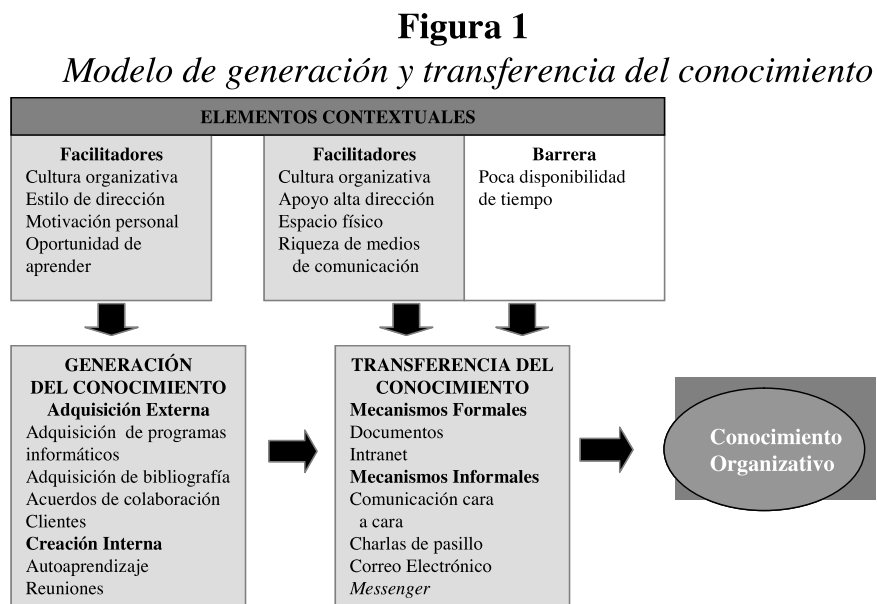 Figura 1
Modelo de generación y transferencia del conocimiento
ELEMENTOS CONTEXTUALES
Facilitadores
Cultura organizativa
Estilo de dirección
Motivación personal
Oportunidad de
aprender
Facilitadores
Cultura organizativa
Apoyo alta dirección
Espacio físico
Riqueza de medios
de comunicación
Barrera
Poca disponibilidad
de tiempo
GENERACIÓN
DEL CONOCIMIENTO
Adquisición Externa
Adquisición de programas
informáticos
Adquisición de bibliografía
Acuerdos de colaboración
Clientes
Creación Interna
Autoaprendizaje
Reuniones
TRANSFERENCIA DEL
CONOCIMIENTO
Mecanismos Formales
Documentos
Intranet
Mecanismos Informales
Comunicación cara
a cara
Charlas de pasillo
Correo Electrónico
Messenger
Conocimiento
Organizativo